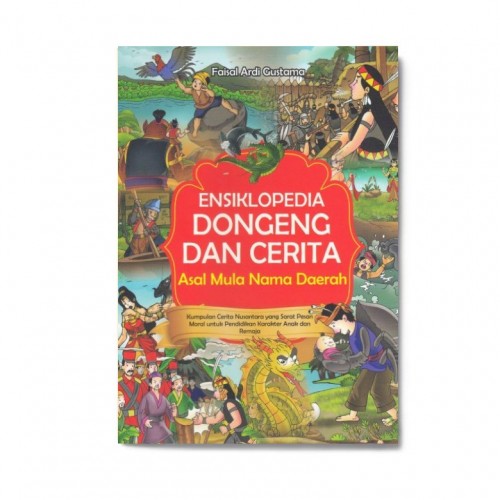 Faisal Ardi Gustama
ENSIKLOPEDIA
DONGENG
DAN CERITA
Asal Mula Nama Daerah
Kumpulan Cerita Nusantara yang Sarat Pesan
Moral untuk Pendidikan Karakter Anak dan
Remaja